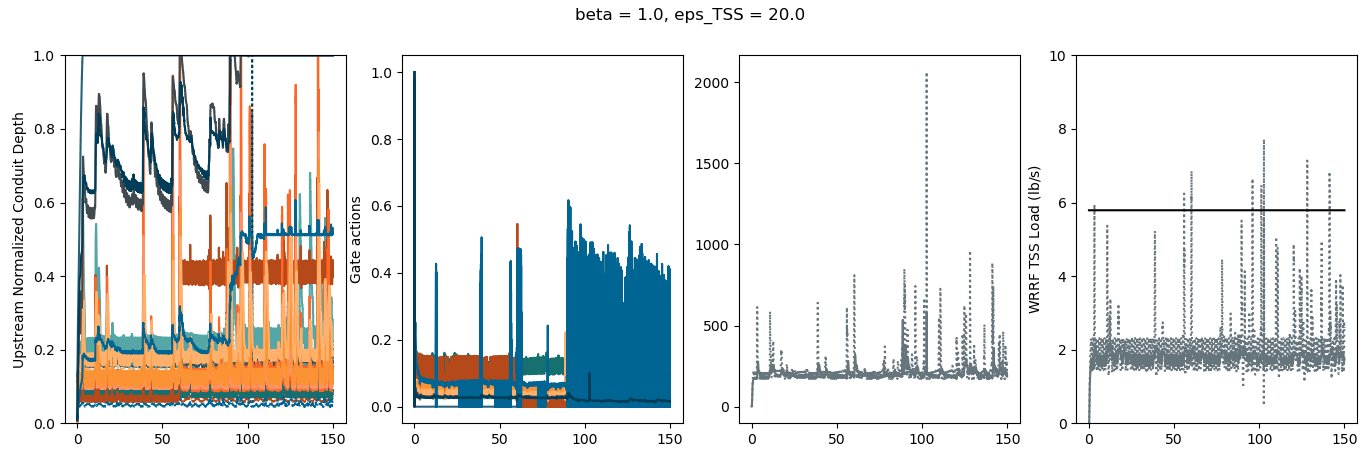 beta = 1.0, eps_TSS = 20.0
Upstream Normalized Conduit Depth
1.0
0.8
0.6
0.4
0.2
0.0
0 50 100 150
Gate actions
1.0
0.8
0.6
0.4
0.2
0.0
0 50 100 150
2000
1500
1000
500
0
0 50 100 150
WRRF TSS Load (lb/s)
10
8
6
4
2
0
0 50 100 150